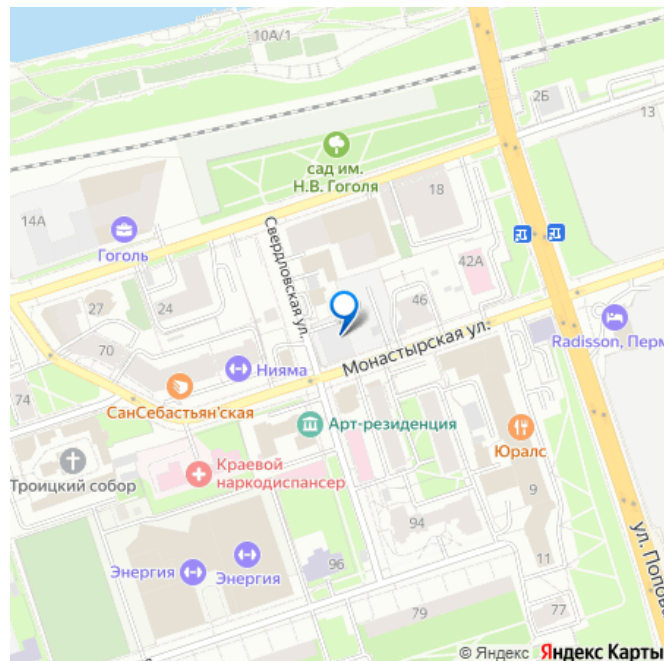 10А/1
2Б
13
сад им.
Н.В. Гоголя
18
14А
Гоголь
Свердловская ул.
42А
27
24
46
Radisson, Перм
70
Монастырская ул.
Нияма
74
СанСебастьян'ская
Арт-резиденция
Юралс
Троицкий собор
Краевой
наркодиспансер
9
94
ул. Попова
Энергия
Энергия
96
11
79
77
© Яндекс Яндекс Карты